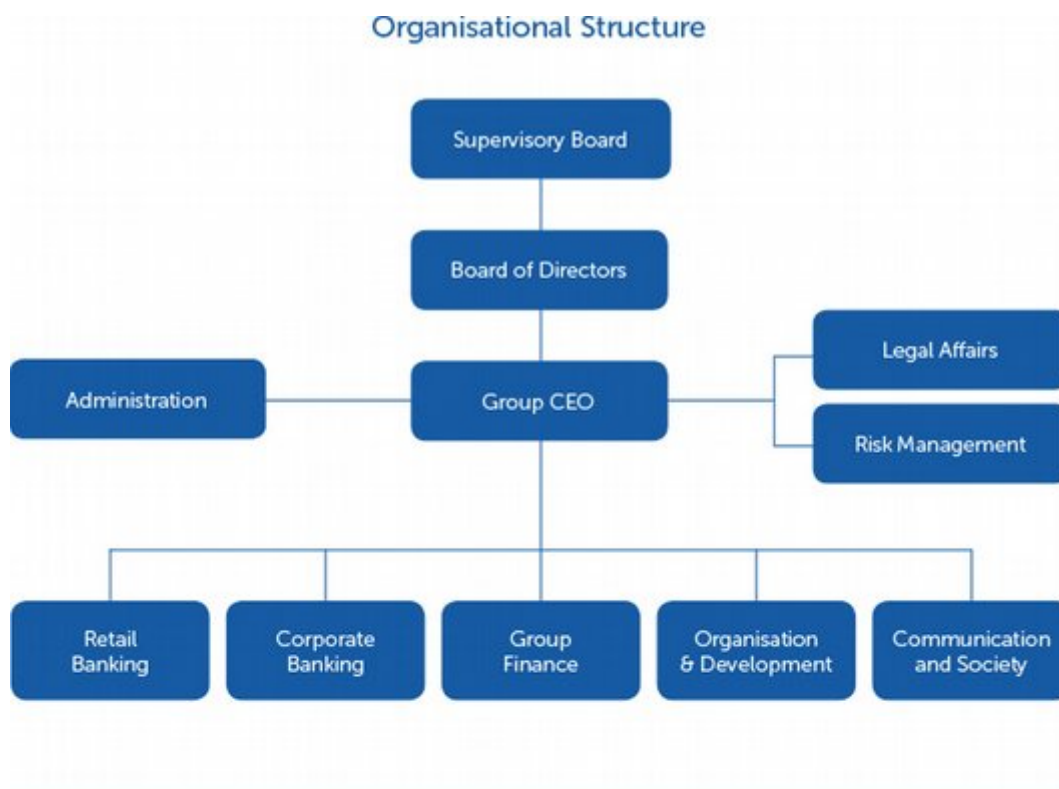 Organisational Structure
Supervisory Board
Board of Directors
Legal Affairs
Administration
Group CEO
Risk Management
Retail
Banking
Corporate
Banking
Group
Finance
Organisation
& Development
Communication
and Society